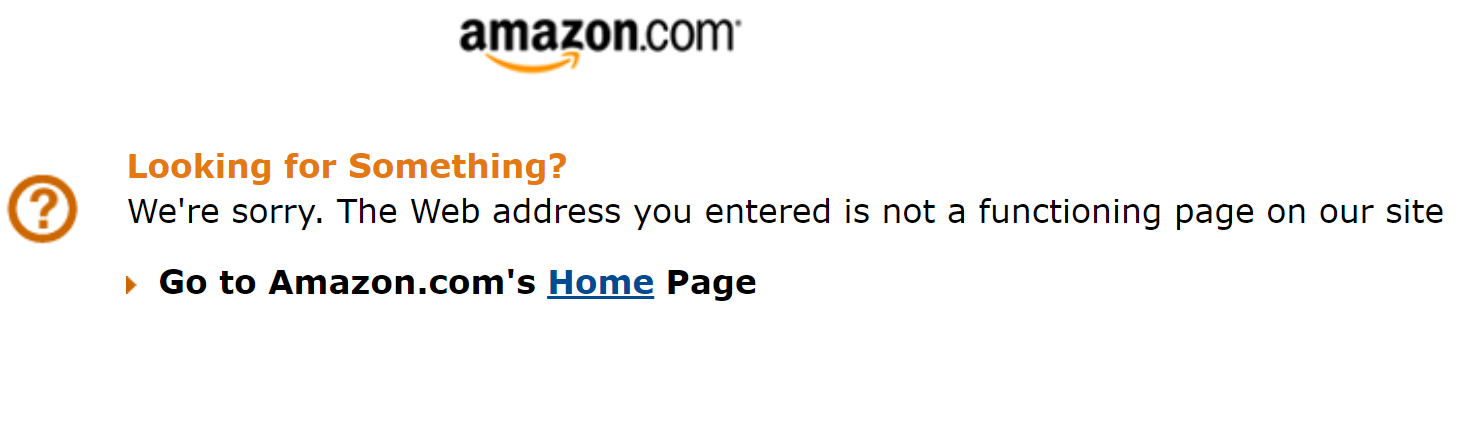 amazon.com
Looking for Something?
We're sorry. The Web address you entered is not a functioning page on our site
Go to Amazon.com's Home Page